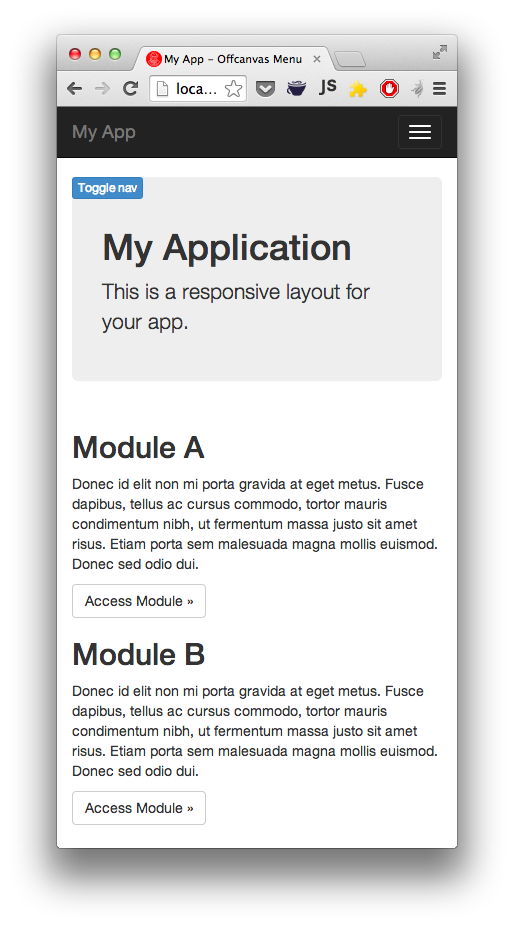 My App – Offcanvas Menu
loca...
JS
My App
Toggle nav
My Application
This is a responsive layout for
your app.
Module A
Donec id elit non mi porta gravida at eget metus. Fusce
dapibus, tellus ac cursus commodo, tortor mauris
condimentum nibh, ut fermentum massa justo sit amet
risus. Etiam porta sem malesuada magna mollis euismod.
Donec sed odio dui.
Access Module »
Module B
Donec id elit non mi porta gravida at eget metus. Fusce
dapibus, tellus ac cursus commodo, tortor mauris
condimentum nibh, ut fermentum massa justo sit amet
risus. Etiam porta sem malesuada magna mollis euismod.
Donec sed odio dui.
Access Module »